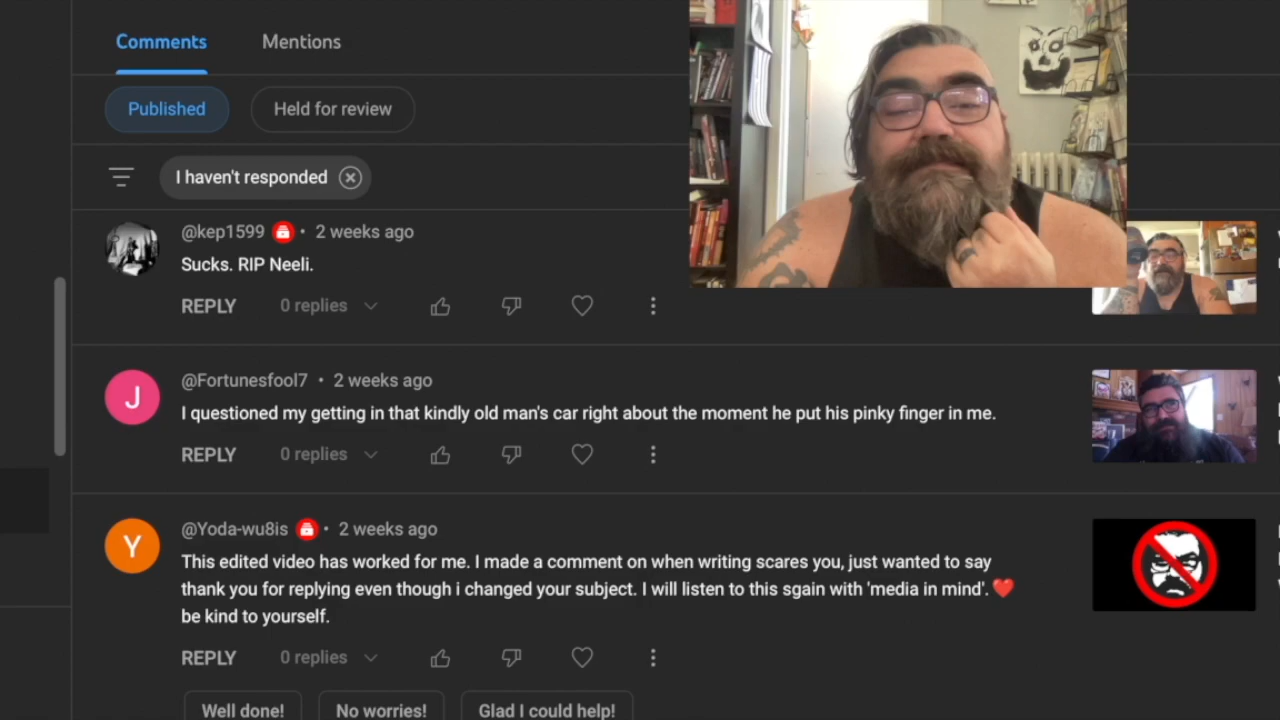 Comments
Mentions
Published
Held for review
I haven't responded
@kep1599 • 2 weeks ago
Sucks. RIP Neeli.
REPLY
0 replies
J
@Fortunesfool7 • 2 weeks ago
I questioned my getting in that kindly old man's car right about the moment he put his pinky finger in me.
REPLY
0 replies
Y
@Yoda-wu8is • 2 weeks ago
This edited video has worked for me. I made a comment on when writing scares you, just wanted to say
thank you for replying even though i changed your subject. I will listen to this sgain with 'media in mind'. ❤️
be kind to yourself.
REPLY
0 replies
Well done!
No worries!
Glad I could help!